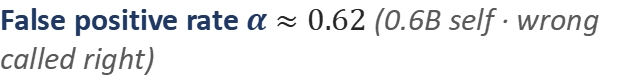 False positive rate α ≈ 0.62 (0.6B self · wrong
called right)